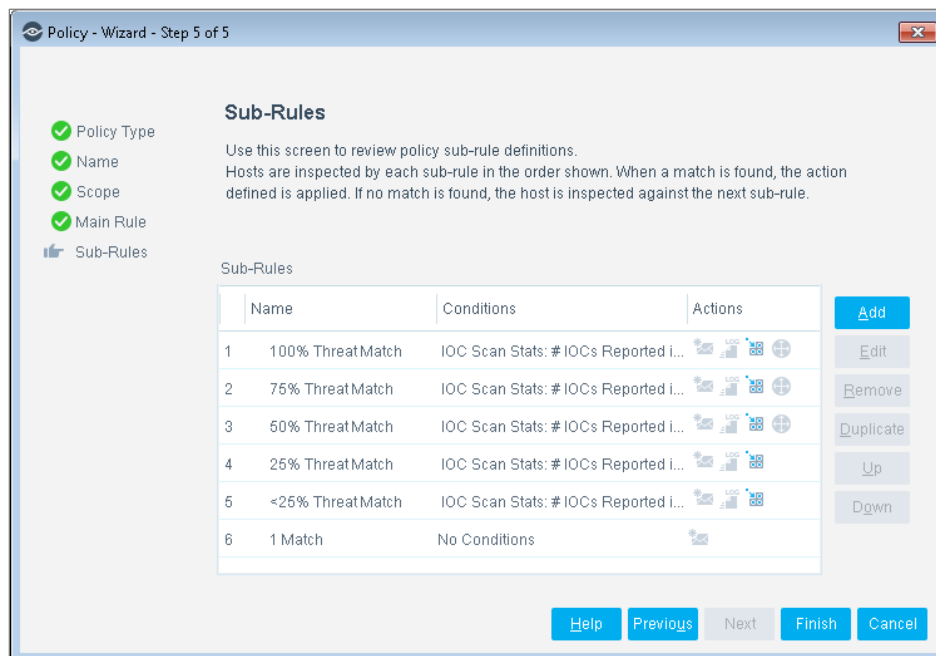 Policy - Wizard - Step 5 of 5
Policy Type
Name
Scope
Main Rule
Sub-Rules
Sub-Rules
Use this screen to review policy sub-rule definitions.
Hosts are inspected by each sub-rule in the order shown. When a match is found, the action
defined is applied. If no match is found, the host is inspected against the next sub-rule.
Sub-Rules
Name Conditions Actions
1 100% Threat Match IOC Scan Stats: # IOCs Reported i... LOG
2 75% Threat Match IOC Scan Stats: # IOCs Reported i... LOG
3 50% Threat Match IOC Scan Stats: # IOCs Reported i... LOG
4 25% Threat Match IOC Scan Stats: # IOCs Reported i... LOG
5 <25% Threat Match IOC Scan Stats: # IOCs Reported i... LOG
6 1 Match No Conditions
Add
Edit
Remove
Duplicate
Up
Down
Help Previous Next Finish Cancel